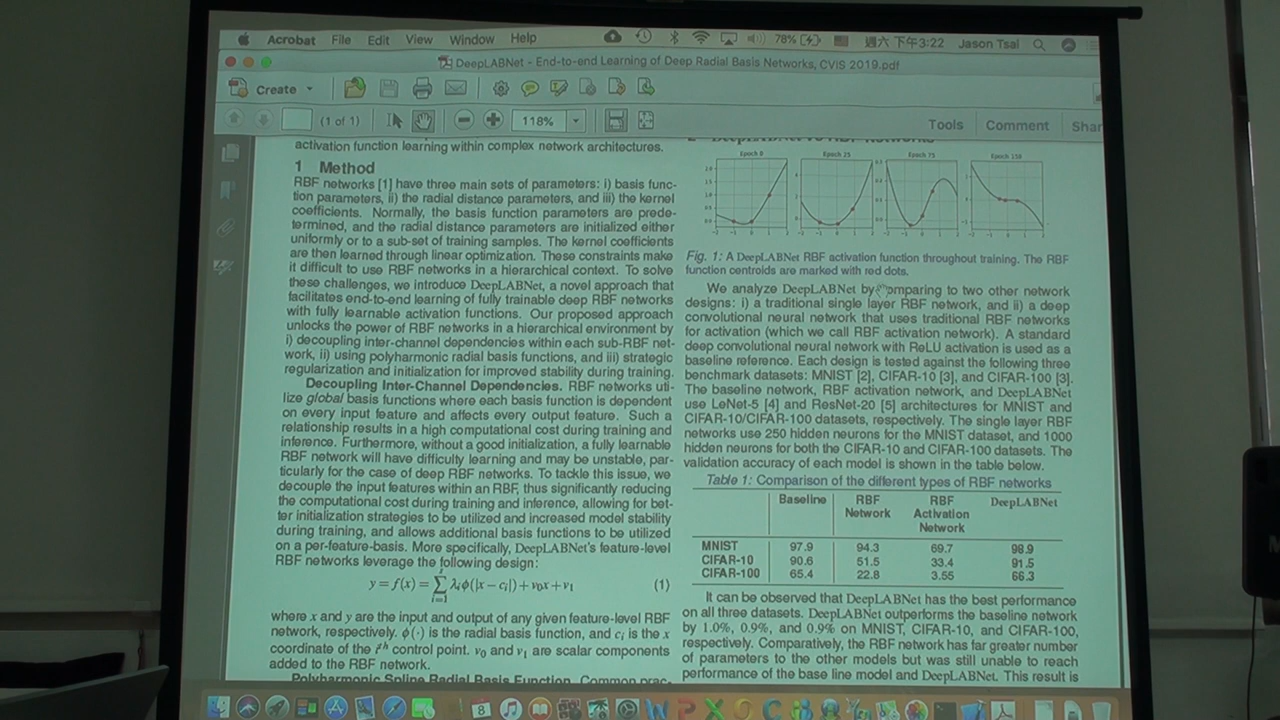 Acrobat File Edit View Window Help 78% 週六 下午3:22 Jason Tsai
DeepLABNet - End-to-end Learning of Deep Radial Basis Networks, CVIS 2019.pdf
Create
(1 of 1) 118% Tools Comment Shar
activation function learning within complex network architectures.
1 Method
RBF networks [1] have three main sets of parameters: i) basis func-
tion parameters, ii) the radial distance parameters, and iii) the kernel
coefficients. Normally, the basis function parameters are prede-
termined, and the radial distance parameters are initialized either
uniformly or to a sub-set of training samples. The kernel coefficients
are then learned through linear optimization. These constraints make
it difficult to use RBF networks in a hierarchical context. To solve
these challenges, we introduce DeepLABNet, a novel approach that
facilitates end-to-end learning of fully trainable deep RBF networks
with fully learnable activation functions. Our proposed approach
unlocks the power of RBF networks in a hierarchical environment by
i) decoupling inter-channel dependencies within each sub-RBF net-
work, ii) using polyharmonic radial basis functions, and iii) strategic
regularization and initialization for improved stability during training.
Decoupling Inter-Channel Dependencies. RBF networks uti-
lize global basis functions where each basis function is dependent
on every input feature and affects every output feature. Such a
relationship results in a high computational cost during training and
inference. Furthermore, without a good initialization, a fully learnable
RBF network will have difficulty learning and may be unstable, par-
ticularly for the case of deep RBF networks. To tackle this issue, we
decouple the input features within an RBF, thus significantly reducing
the computational cost during training and inference, allowing for bet-
ter initialization strategies to be utilized and increased model stability
during training, and allows additional basis functions to be utilized
on a per-feature-basis. More specifically, DeepLABNet's feature-level
RBF networks leverage the following design:
y = f(x) = ∑ λᵢϕ(|x − cᵢ|) + v₀x + v₁ (1)
i=1
where x and y are the input and output of any given feature-level RBF
network, respectively. ϕ(·) is the radial basis function, and cᵢ is the x
coordinate of the iᵗʰ control point. v₀ and v₁ are scalar components
added to the RBF network.
Polyharmonic Spline Radial Basis Function. Common prac-
Epoch 0 Epoch 25 Epoch 75 Epoch 150
Fig. 1: A DeepLABNet RBF activation function throughout training. The RBF
function centroids are marked with red dots.
We analyze DeepLABNet by comparing to two other network
designs: i) a traditional single layer RBF network, and ii) a deep
convolutional neural network that uses traditional RBF networks
for activation (which we call RBF activation network). A standard
deep convolutional neural network with ReLU activation is used as a
baseline reference. Each design is tested against the following three
benchmark datasets: MNIST [2], CIFAR-10 [3], and CIFAR-100 [3].
The baseline network, RBF activation network, and DeepLABNet
use LeNet-5 [4] and ResNet-20 [5] architectures for MNIST and
CIFAR-10/CIFAR-100 datasets, respectively. The single layer RBF
networks use 250 hidden neurons for the MNIST dataset, and 1000
hidden neurons for both the CIFAR-10 and CIFAR-100 datasets. The
validation accuracy of each model is shown in the table below.
Table 1: Comparison of the different types of RBF networks
Baseline RBF RBF DeepLABNet
Network Activation
Network
MNIST 97.9 94.3 69.7 98.9
CIFAR-10 90.6 51.5 33.4 91.5
CIFAR-100 65.4 22.8 3.55 66.3
It can be observed that DeepLABNet has the best performance
on all three datasets. DeepLABNet outperforms the baseline network
by 1.0%, 0.9%, and 0.9% on MNIST, CIFAR-10, and CIFAR-100,
respectively. Comparatively, the RBF network has far greater number
of parameters to the other models but was still unable to reach
performance of the base line model and DeepLABNet. This result is